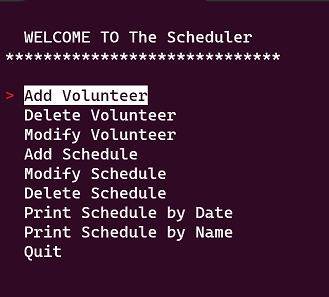 WELCOME TO The Scheduler
*****************************
> Add Volunteer
Delete Volunteer
Modify Volunteer
Add Schedule
Modify Schedule
Delete Schedule
Print Schedule by Date
Print Schedule by Name
Quit